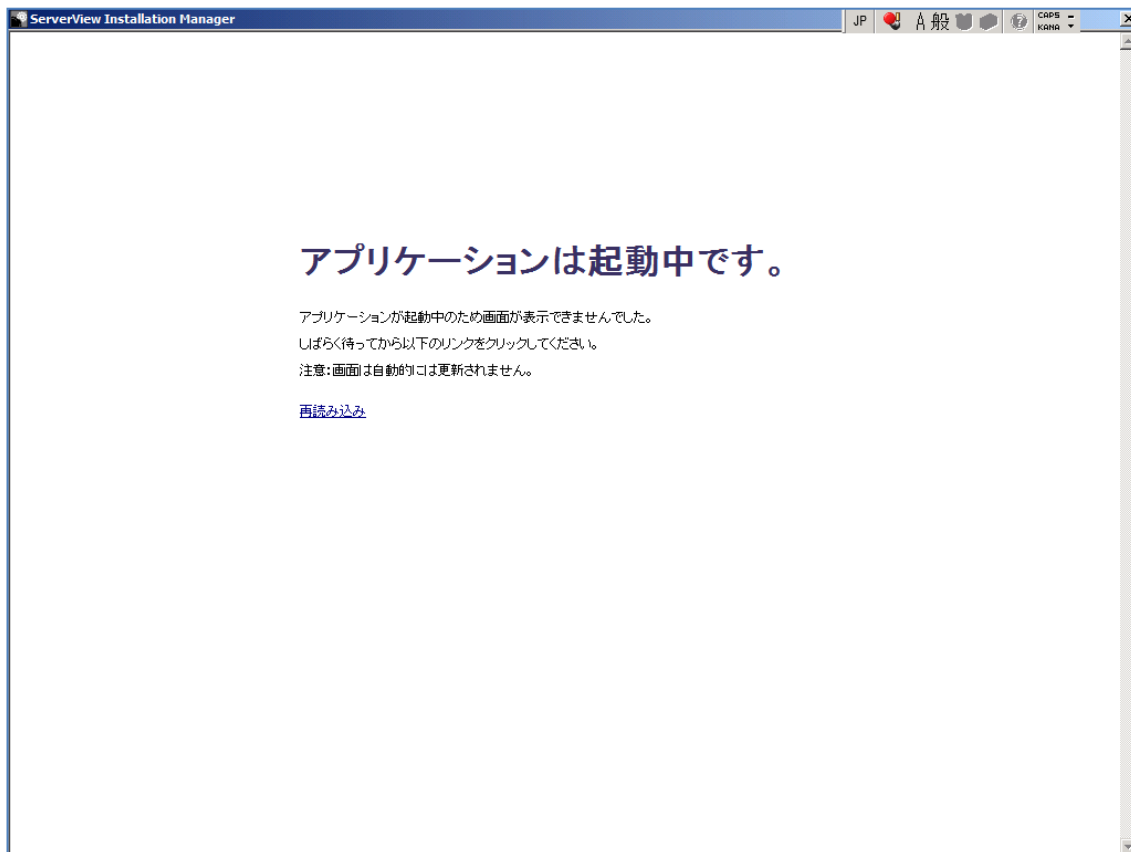 ServerView Installation Manager
JP
A 般
CAPS
KANA
アプリケーションは起動中です。
アプリケーションが起動中のため画面が表示できませんでした。
しばらく待ってから以下のリンクをクリックしてください。
注意:画面は自動的には更新されません。
再読み込み